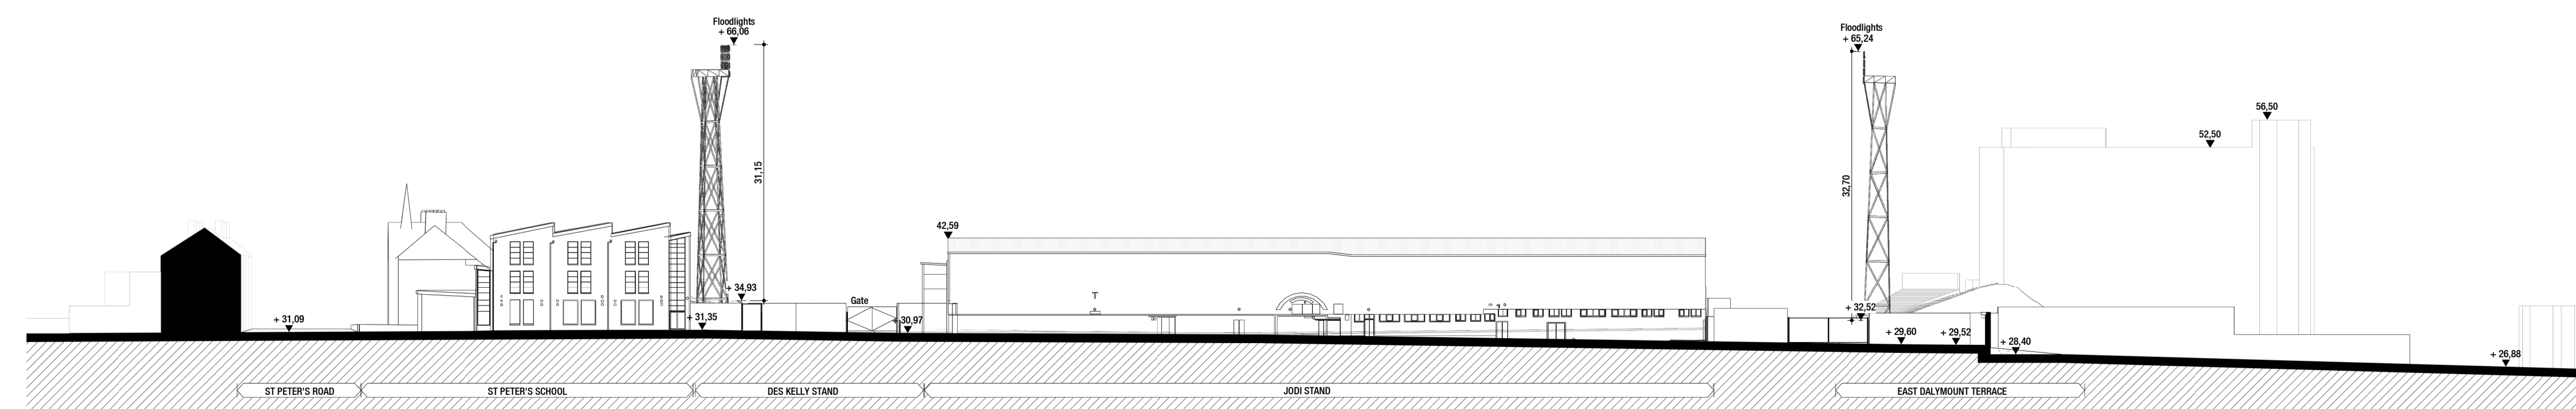 Floodlights
+ 66,06
31,15
Floodlights
+ 65,24
32,70
56,50
52,50
42,59
+ 34,93
Gate
+ 31,09
+ 31,35
+ 30,97
+ 32,52
+ 29,60
+ 29,52
+ 28,40
+ 26,88
ST PETER'S ROAD
ST PETER'S SCHOOL
DES KELLY STAND
JODI STAND
EAST DALYMOUNT TERRACE